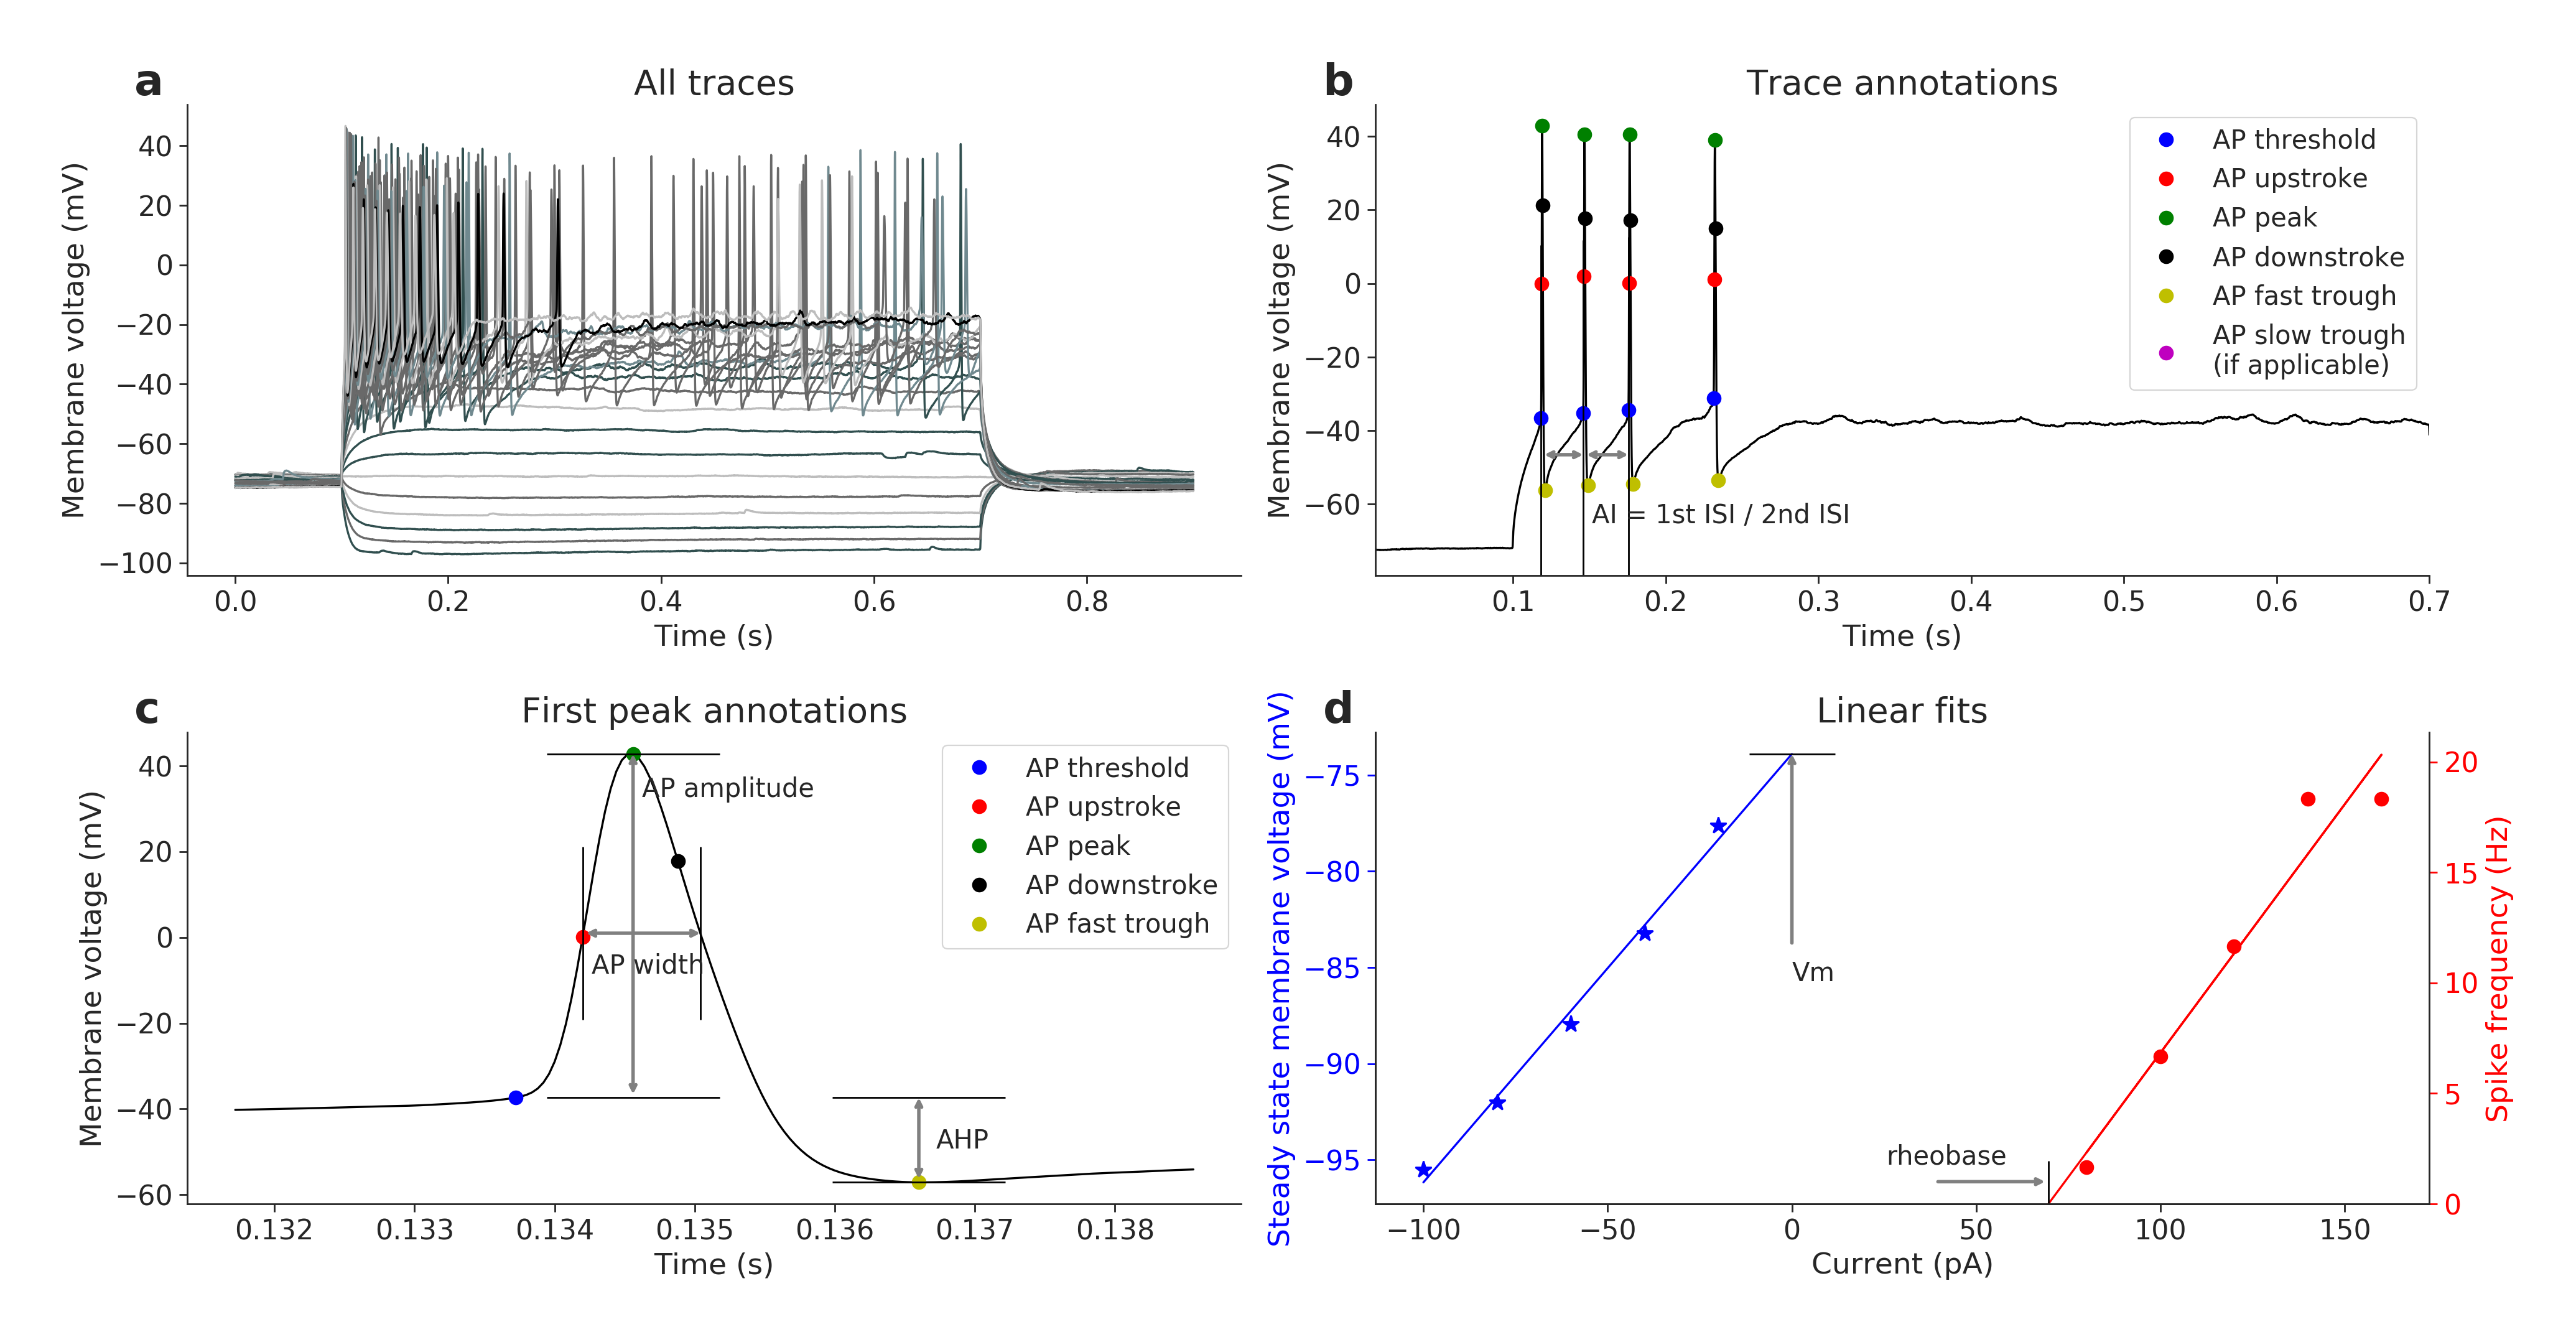 a
All traces
Membrane voltage (mV)
40
20
0
−20
−40
−60
−80
−100
0.0
0.2
0.4
0.6
0.8
Time (s)
b
Trace annotations
Membrane voltage (mV)
40
20
0
−20
−40
−60
AP threshold
AP upstroke
AP peak
AP downstroke
AP fast trough
AP slow trough
(if applicable)
AI = 1st ISI / 2nd ISI
0.1
0.2
0.3
0.4
0.5
0.6
0.7
Time (s)
c
First peak annotations
Membrane voltage (mV)
40
20
0
−20
−40
−60
AP amplitude
AP width
AHP
AP threshold
AP upstroke
AP peak
AP downstroke
AP fast trough
0.132
0.133
0.134
0.135
0.136
0.137
0.138
Time (s)
d
Linear fits
Steady state membrane voltage (mV)
−75
−80
−85
−90
−95
Vm
rheobase
20
15
10
5
0
Spike frequency (Hz)
−100
−50
0
50
100
150
Current (pA)